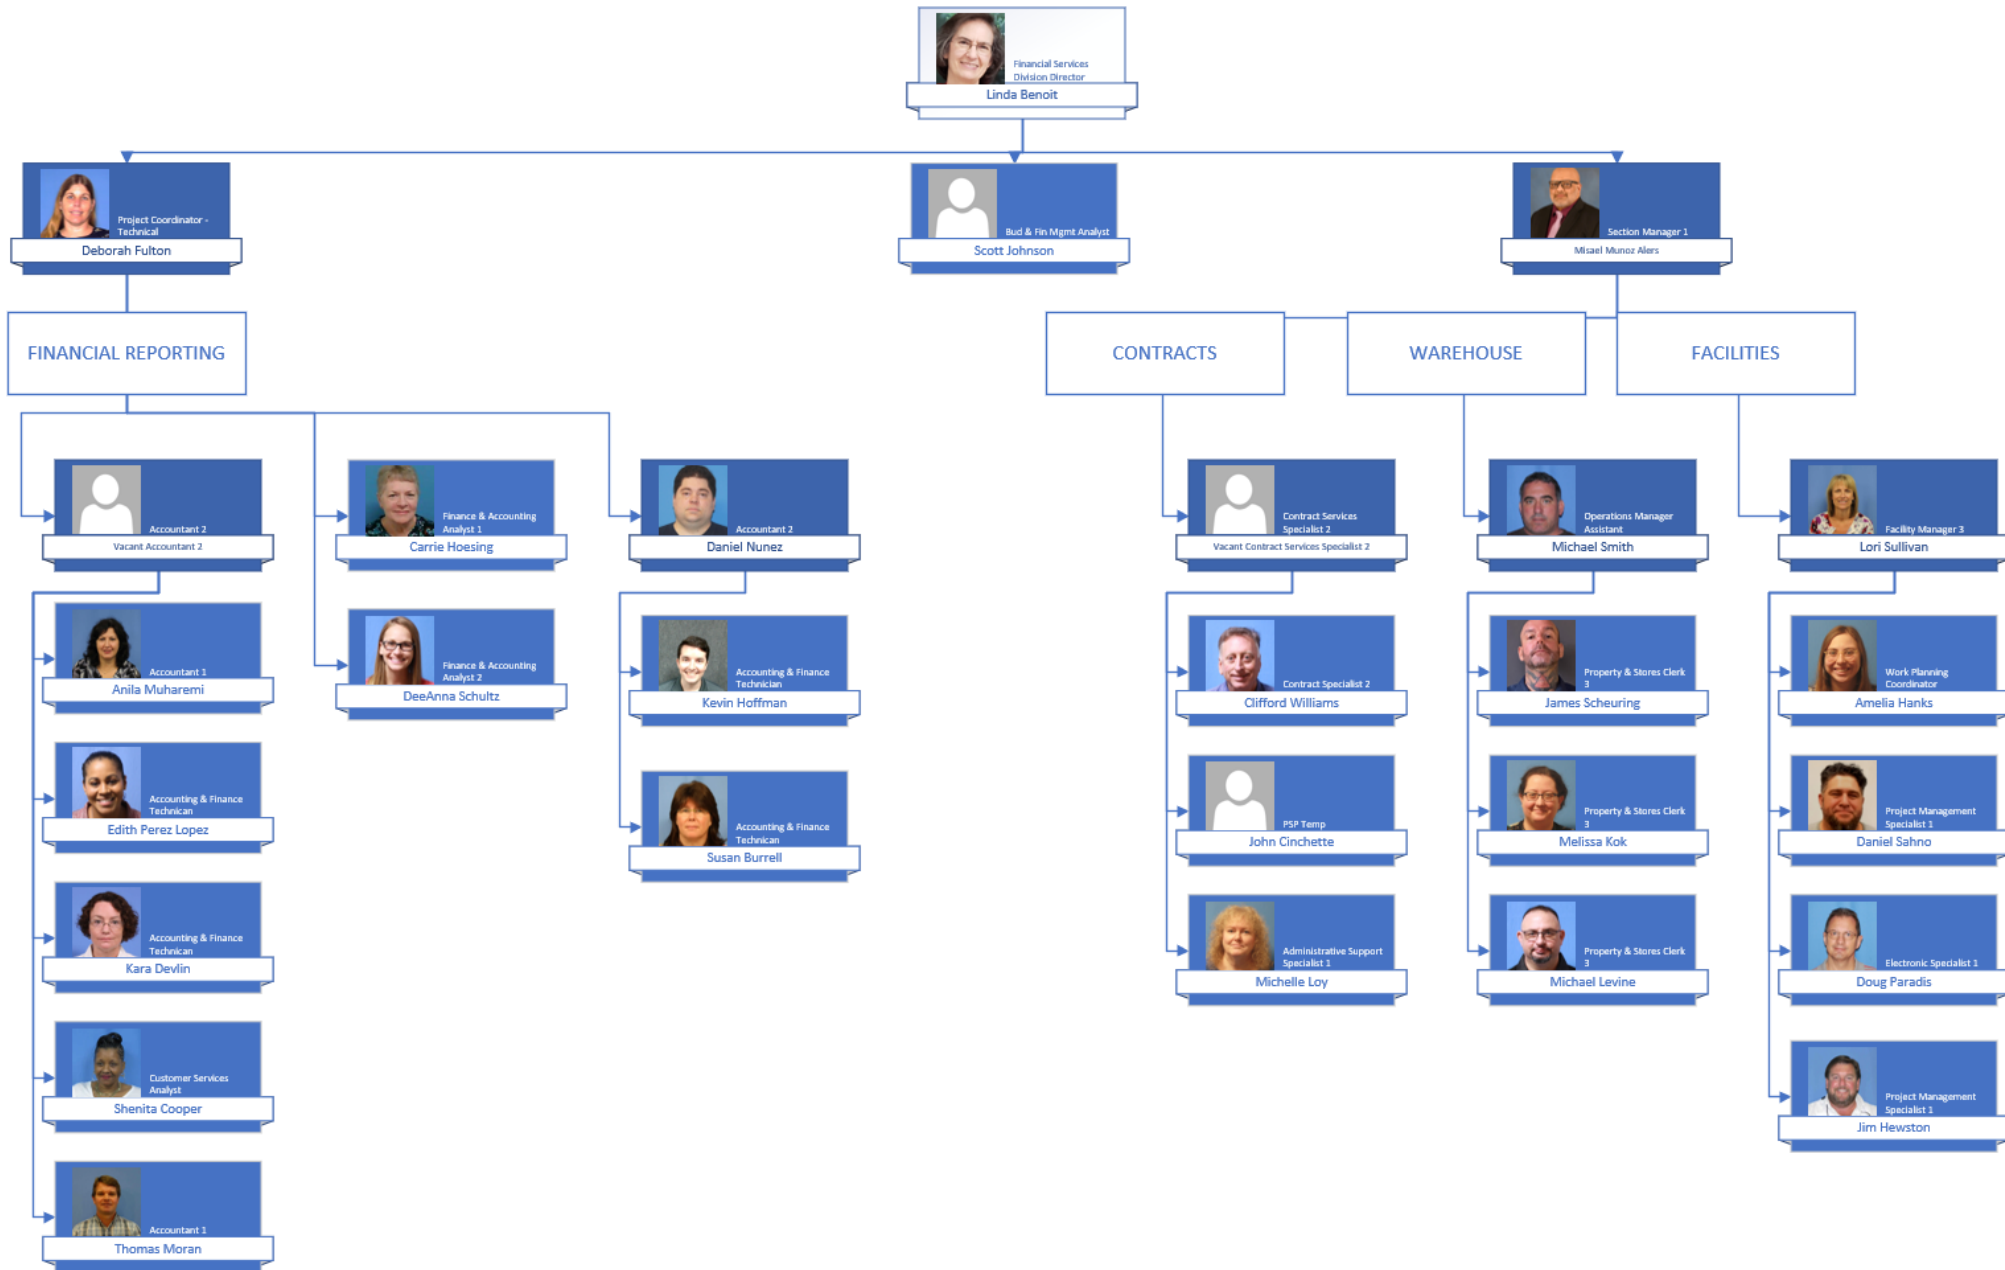 Financial Services
Division Director
Linda Benoit
Project Coordinator -
Technical
Deborah Fulton
Bud & Fin Mgmt Analyst
Scott Johnson
Section Manager 1
Misael Munoz Alers
FINANCIAL REPORTING
CONTRACTS
WAREHOUSE
FACILITIES
Accountant 2
Vacant Accountant 2
Finance & Accounting
Analyst 1
Carrie Hoesing
Accountant 2
Daniel Nunez
Contract Services
Specialist 2
Vacant Contract Services Specialist 2
Operations Manager
Assistant
Michael Smith
Facility Manager 3
Lori Sullivan
Accountant 1
Anila Muharemi
Finance & Accounting
Analyst 2
DeeAnna Schultz
Accounting & Finance
Technician
Kevin Hoffman
Contract Specialist 2
Clifford Williams
Property & Stores Clerk
3
James Scheuring
Work Planning
Coordinator
Amelia Hanks
Accounting & Finance
Technican
Edith Perez Lopez
Accounting & Finance
Technician
Susan Burrell
PSP Temp
John Cinchette
Property & Stores Clerk
3
Melissa Kok
Project Management
Specialist 1
Daniel Sahno
Accounting & Finance
Technican
Kara Devlin
Administrative Support
Specialist 1
Michelle Loy
Property & Stores Clerk
3
Michael Levine
Electronic Specialist 1
Doug Paradis
Customer Services
Analyst
Shenita Cooper
Project Management
Specialist 1
Jim Hewston
Accountant 1
Thomas Moran